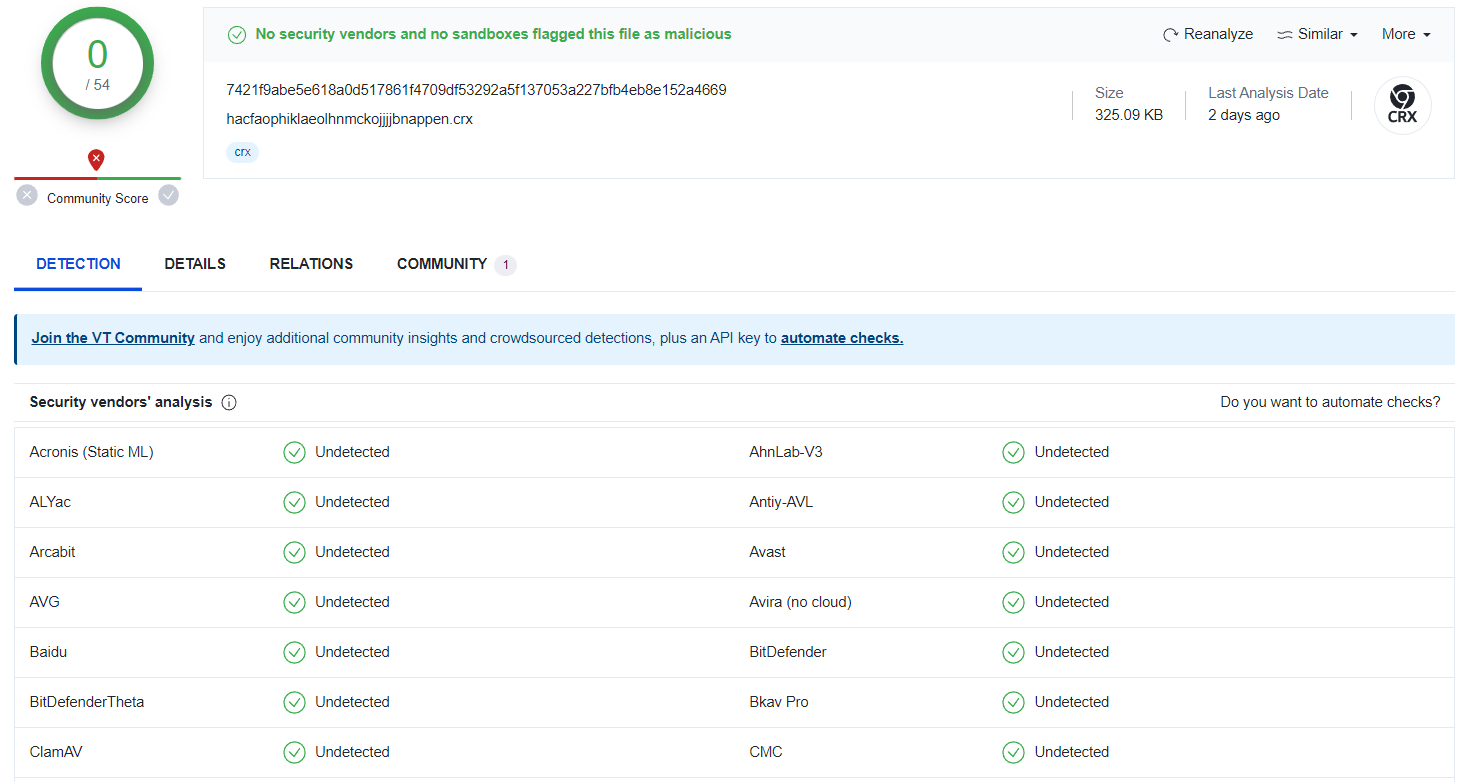 0
/ 54
Community Score
No security vendors and no sandboxes flagged this file as malicious
Reanalyze Similar More
7421f9abe5e618a0d517861f4709df53292a5f137053a227bfb4eb8e152a4669
hacfaophiklaeolhnmckojjjjbnappen.crx
crx
Size
325.09 KB
Last Analysis Date
2 days ago
CRX
DETECTION DETAILS RELATIONS COMMUNITY 1
Join the VT Community and enjoy additional community insights and crowdsourced detections, plus an API key to automate checks.
Security vendors' analysis Do you want to automate checks?
Acronis (Static ML) Undetected AhnLab-V3 Undetected
ALYac Undetected Antiy-AVL Undetected
Arcabit Undetected Avast Undetected
AVG Undetected Avira (no cloud) Undetected
Baidu Undetected BitDefender Undetected
BitDefenderTheta Undetected Bkav Pro Undetected
ClamAV Undetected CMC Undetected